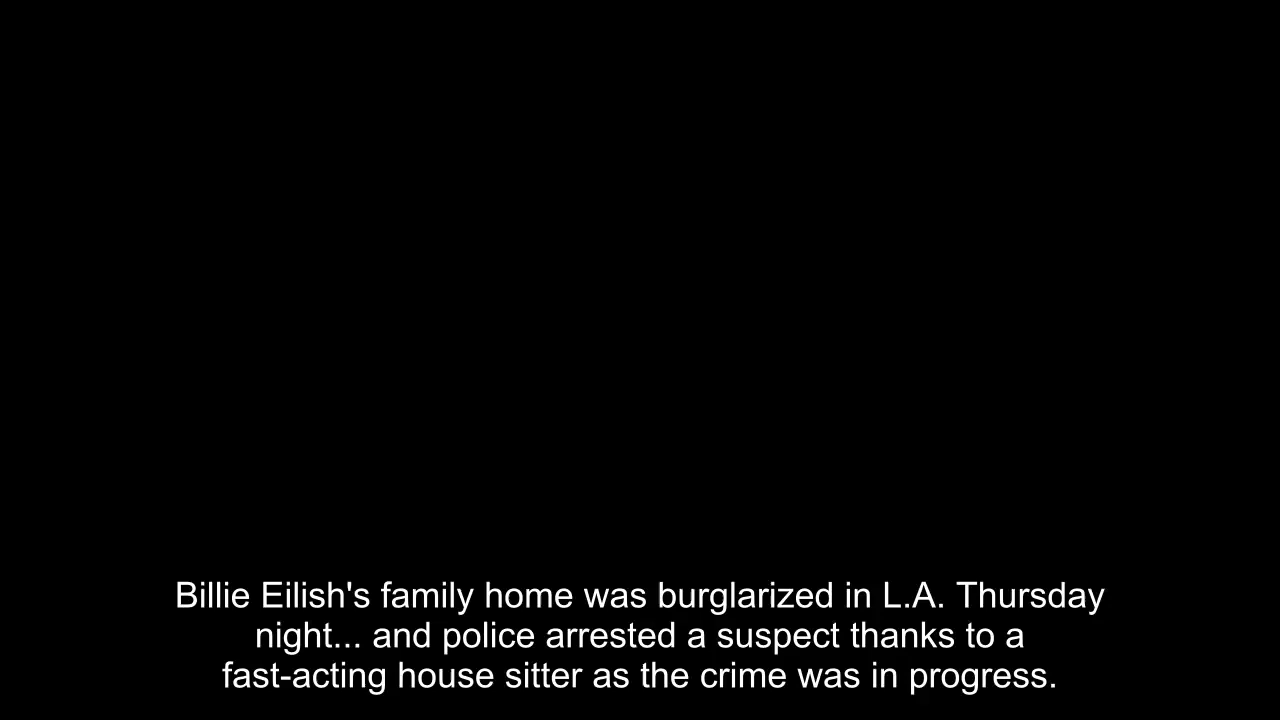 Billie Eilish's family home was burglarized in L.A. Thursday
night... and police arrested a suspect thanks to a
fast-acting house sitter as the crime was in progress.